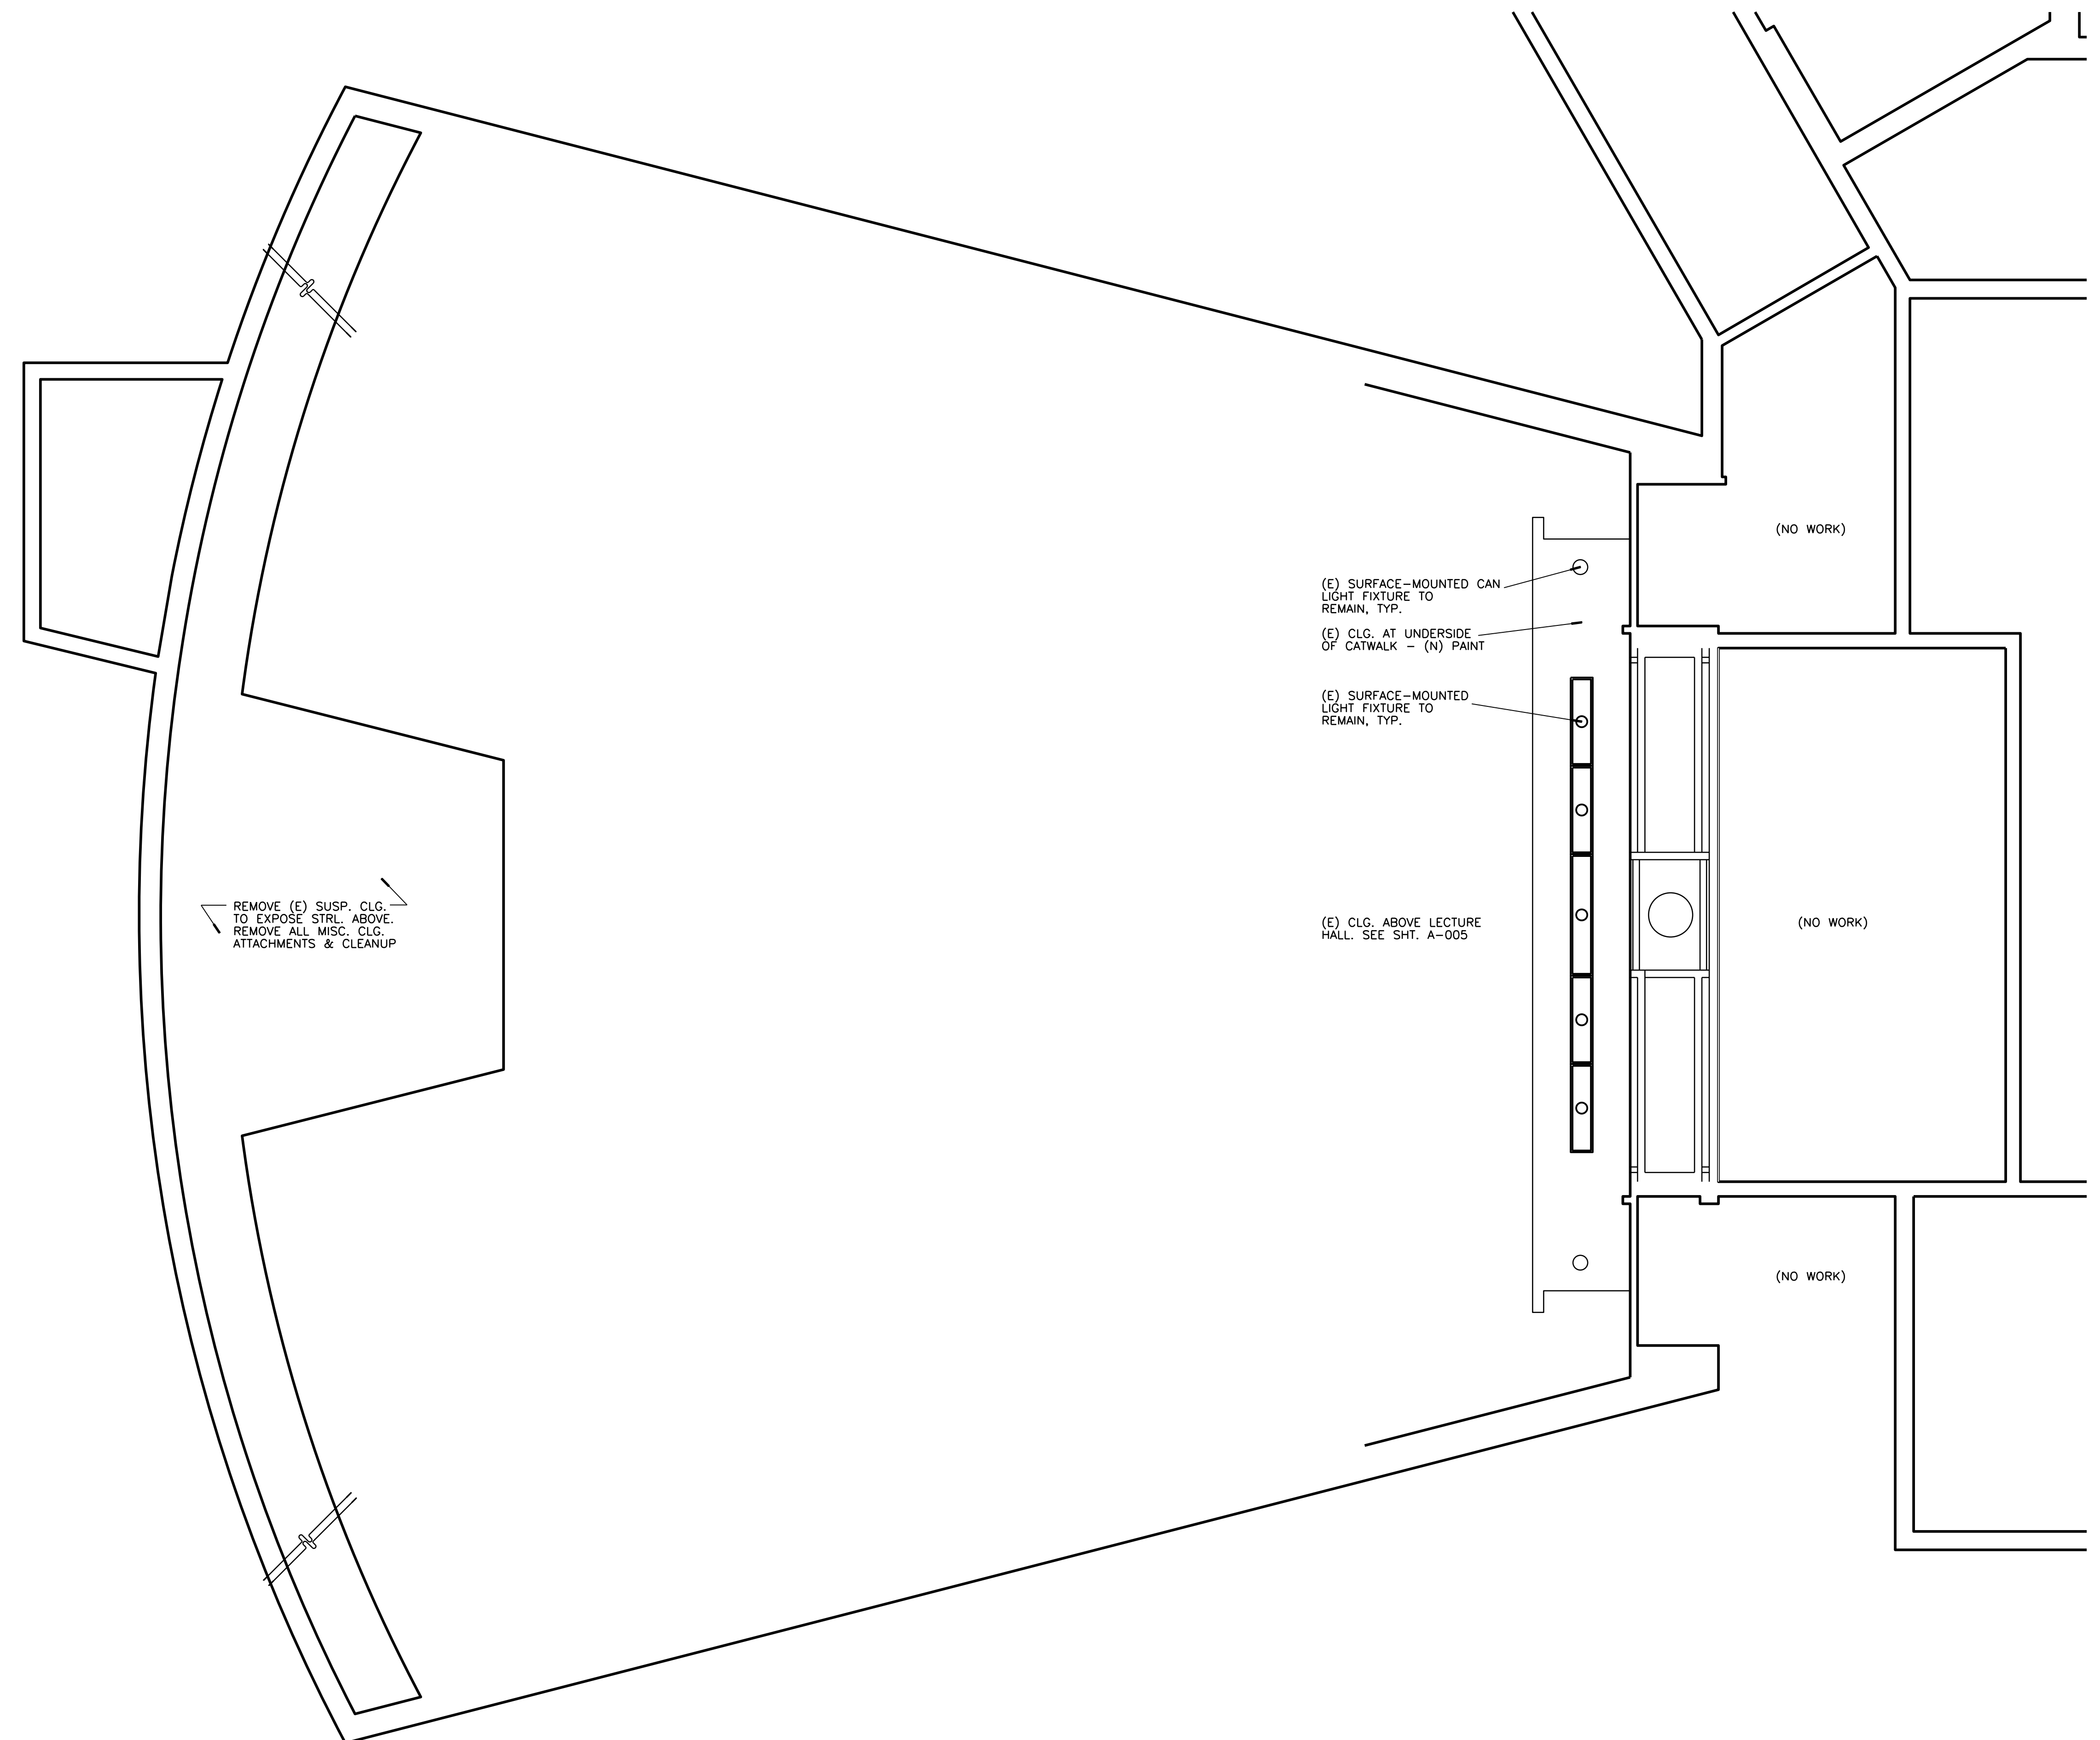 (NO WORK)
(E) SURFACE-MOUNTED CAN
LIGHT FIXTURE TO
REMAIN, TYP.
(E) CLG. AT UNDERSIDE
OF CATWALK - (N) PAINT
(E) SURFACE-MOUNTED
LIGHT FIXTURE TO
REMAIN, TYP.
REMOVE (E) SUSP. CLG.
TO EXPOSE STRL. ABOVE.
REMOVE ALL MISC. CLG.
ATTACHMENTS & CLEANUP
(E) CLG. ABOVE LECTURE
HALL. SEE SHT. A-005
(NO WORK)
(NO WORK)